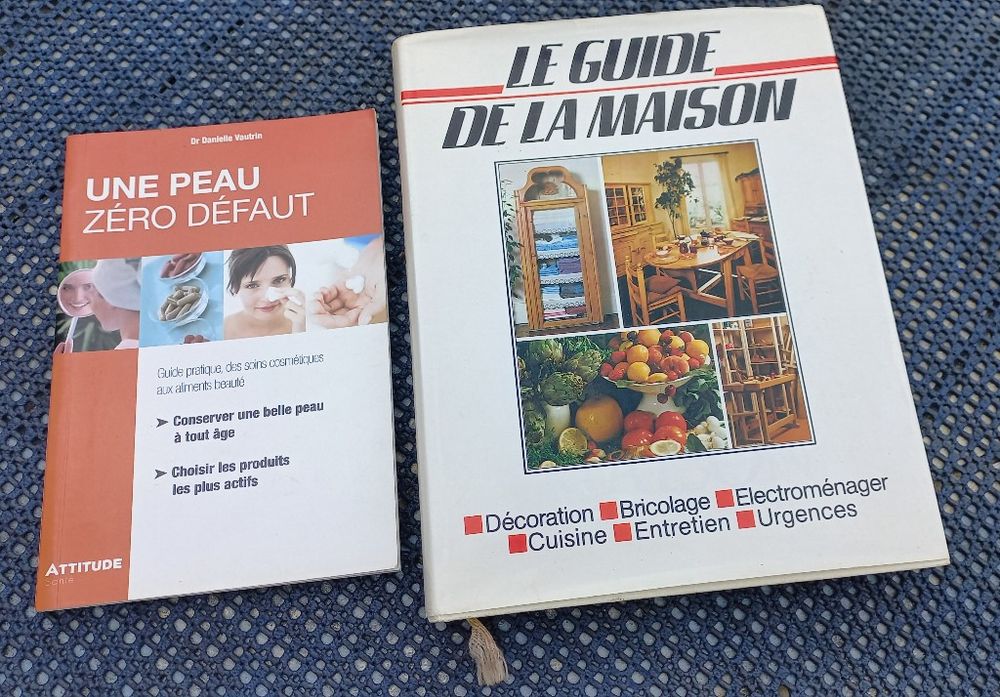 Dr Danielle Vautrin
UNE PEAU
ZÉRO DÉFAUT
Guide pratique, des soins cosmétiques
aux aliments beauté
➤ Conserver une belle peau
à tout âge
➤ Choisir les produits
les plus actifs
ATTITUDE
Santé
LE GUIDE
DE LA MAISON
Décoration Bricolage Electroménager
Cuisine Entretien Urgences